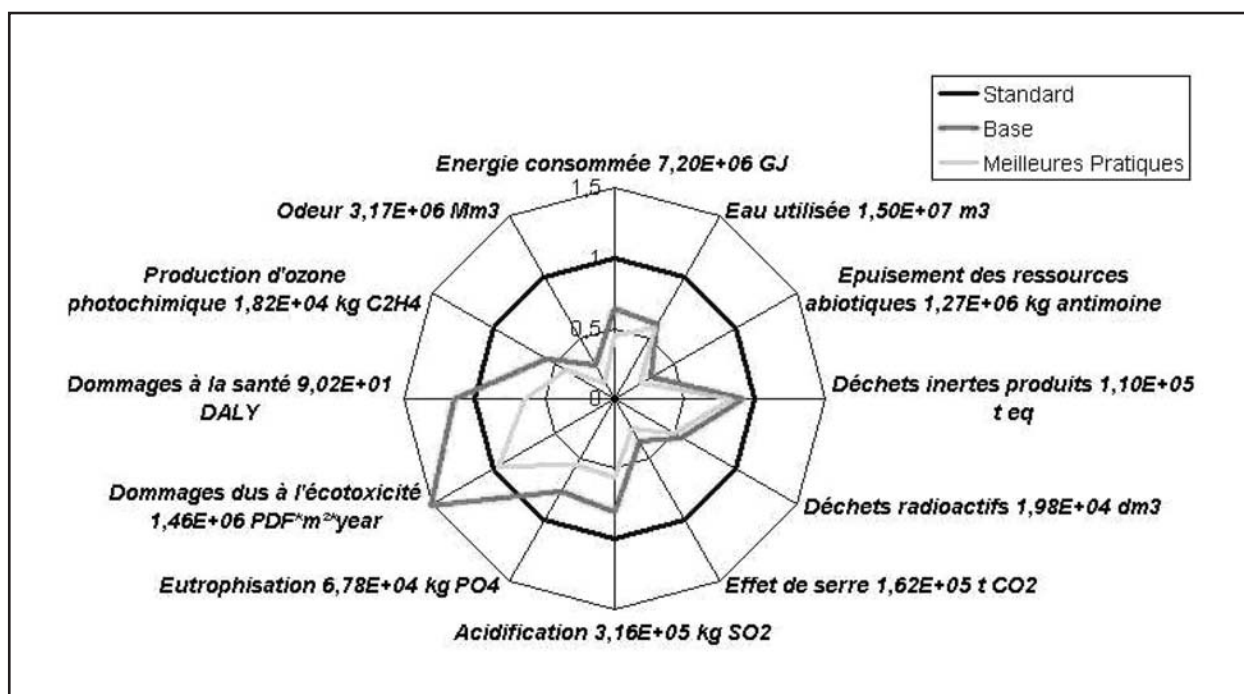 Standard
Base
Meilleures Pratiques
Energie consommée 7,20E+06 GJ
1,5
Odeur 3,17E+06 Mm3
Eau utilisée 1,50E+07 m3
Production d'ozone
photochimique 1,82E+04 kg C2H4
1
Epuisement des ressources
abiotiques 1,27E+06 kg antimoine
0,5
Dommages à la santé 9,02E+01
DALY
0
Déchets inertes produits 1,10E+05
t eq
Dommages dus à l'écotoxicité
1,46E+06 PDF*m²*year
Déchets radioactifs 1,98E+04 dm3
Eutrophisation 6,78E+04 kg PO4
Effet de serre 1,62E+05 t CO2
Acidification 3,16E+05 kg SO2